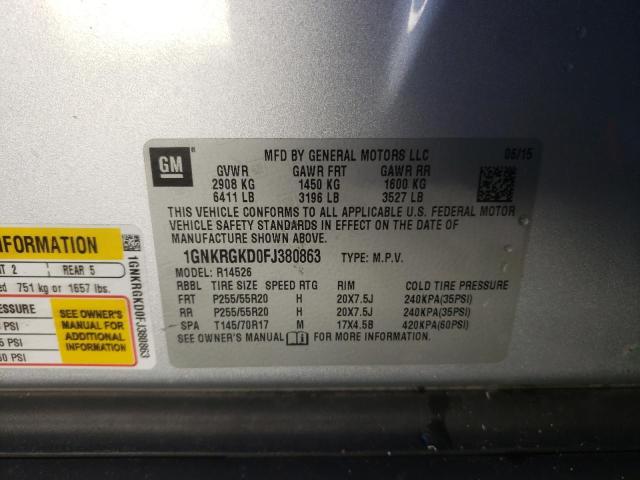 GM
MFD BY GENERAL MOTORS LLC 06/15
GVWR GAWR FRT GAWR RR
2908 KG 1450 KG 1600 KG
6411 LB 3196 LB 3527 LB
THIS VEHICLE CONFORMS TO ALL APPLICABLE U.S. FEDERAL MOTOR
VEHICLE SAFETY STANDARDS IN EFFECT ON THE DATE OF
MANUFACTURE SHOWN ABOVE.
1GNKRGKD0FJ380863 TYPE: M.P.V.
MODEL: R14526
RBBL TIRE SIZE SPEED RTG RIM COLD TIRE PRESSURE
FRT P255/55R20 H 20X7.5J 240KPA(35PSI)
RR P255/55R20 H 20X7.5J 240KPA(35PSI)
SPA T145/70R17 M 17X4.5B 420KPA(60PSI)
SEE OWNER'S MANUAL FOR MORE INFORMATION.
INFORMATION
2 REAR 5
751 kg or 1657 lbs.
SEE OWNER'S
MANUAL FOR
ADDITIONAL
INFORMATION
PSI
PSI
PSI
1GNKRGKD0FJ380863